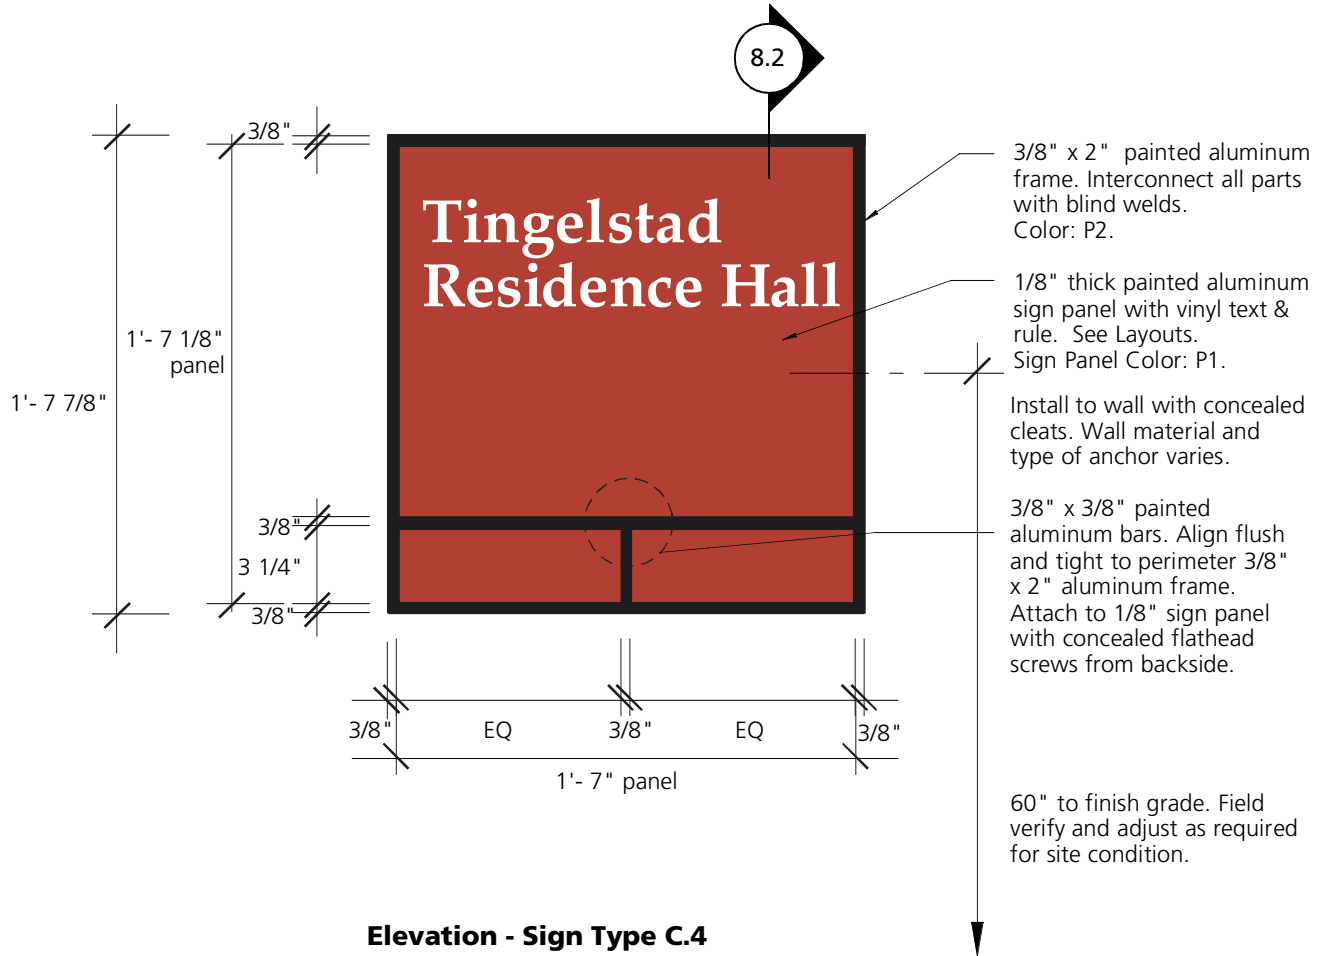 8.2
3/8"
Tingelstad
Residence Hall
3/8" x 2" painted aluminum
frame. Interconnect all parts
with blind welds.
Color: P2.
1/8" thick painted aluminum
sign panel with vinyl text &
rule. See Layouts.
Sign Panel Color: P1.
1'- 7 1/8"
panel
1'- 7 7/8"
Install to wall with concealed
cleats. Wall material and
type of anchor varies.
3/8"
3 1/4"
3/8"
3/8" x 3/8" painted
aluminum bars. Align flush
and tight to perimeter 3/8"
x 2" aluminum frame.
Attach to 1/8" sign panel
with concealed flathead
screws from backside.
3/8" EQ 3/8" EQ 3/8"
1'- 7" panel
60" to finish grade. Field
verify and adjust as required
for site condition.
Elevation - Sign Type C.4